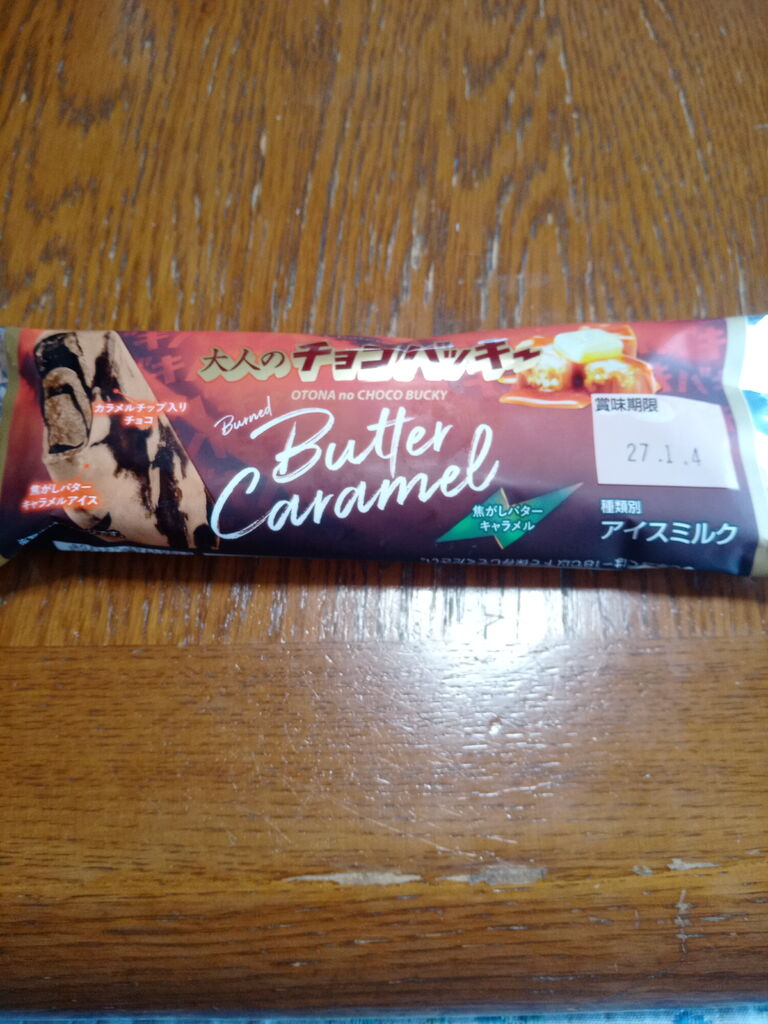 大人のチョコバッキー
OTONA no CHOCO BUCKY
Burned
Butter
Caramel
カラメルチップ入り
チョコ
焦がしバター
キャラメルアイス
焦がしバター
キャラメル
賞味期限
27.1.4
種類別
アイスミルク